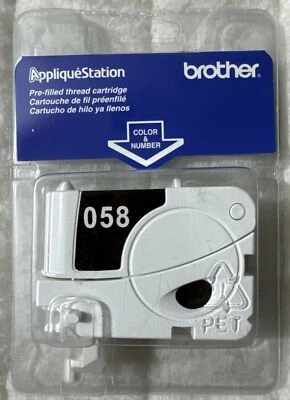 AppliquéStation
brother
Pre-filled thread cartridge
Cartouche de fil préenfilé
Cartucho de hilo ya llenos
COLOR
&
NUMBER
058
PET